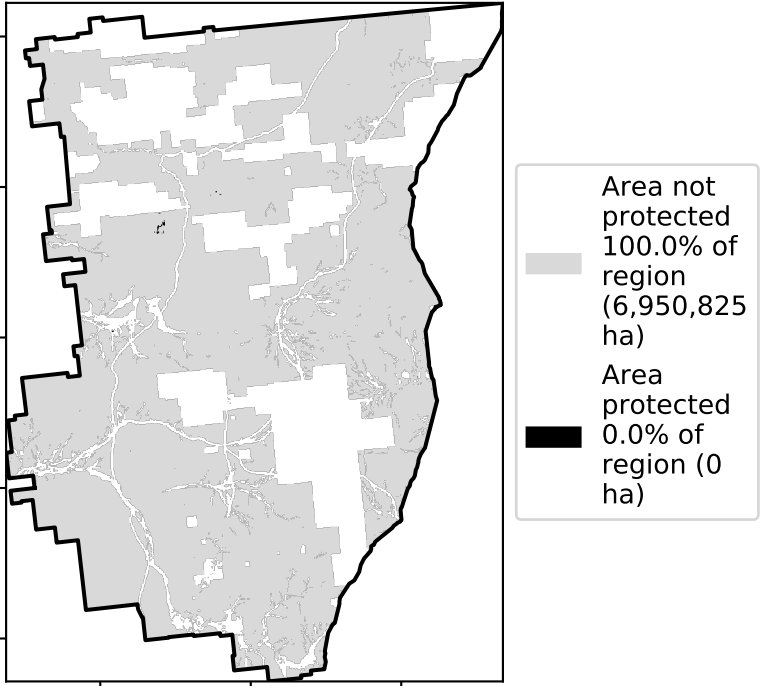 Area not
protected
100.0% of
region
(6,950,825
ha)
Area
protected
0.0% of
region (0
ha)